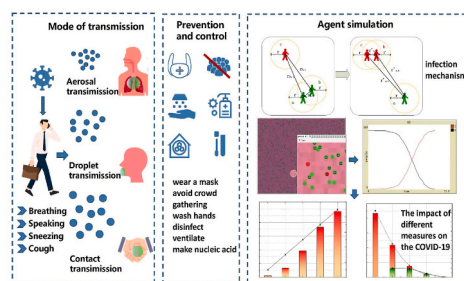 Mode of transmission
Aerosal
transmission
Droplet
transmission
Breathing
Speaking
Sneezing
Cough
Contact
transmission
Prevention
and control
wear a mask
avoid crowd
gathering
wash hands
disinfect
ventilate
make nucleic acid
Agent simulation
infection
mechanism
The impact of
different
measures on
the COVID-19